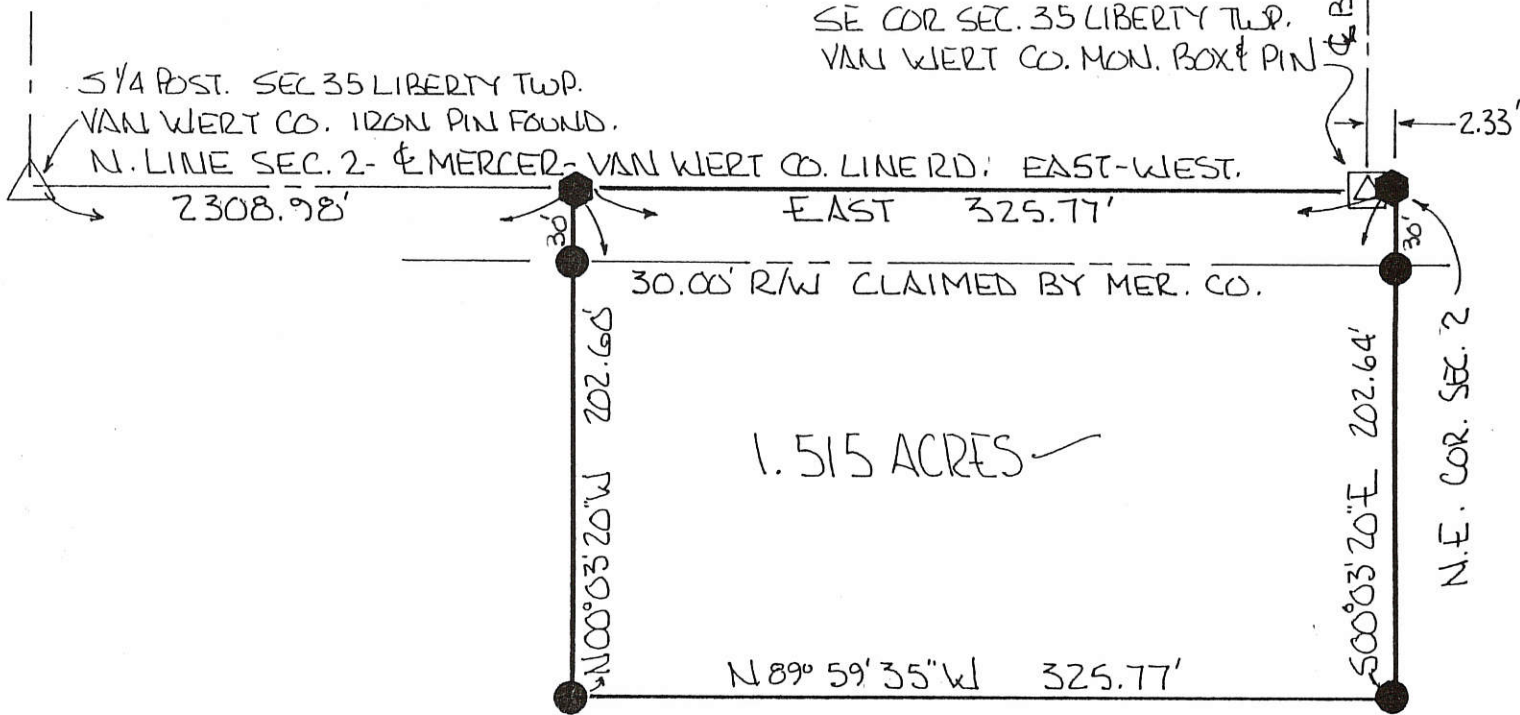 SE COR SEC. 35 LIBERTY TWP.
VAN WERT CO. MON. BOX & PIN
℄ B
S 1/4 POST. SEC 35 LIBERTY TWP.
VAN WERT CO. IRON PIN FOUND.
2.33'
N. LINE SEC. 2- ℄ MERCER- VAN WERT CO. LINE RD: EAST-WEST.
2308.98'
EAST 325.77'
30'
30'
30.00' R/W CLAIMED BY MER. CO.
N00°03'20"W 202.60'
1.515 ACRES
S00°03'20"E 202.64'
N.E. COR. SEC. 2
N 89° 59' 35" W 325.77'